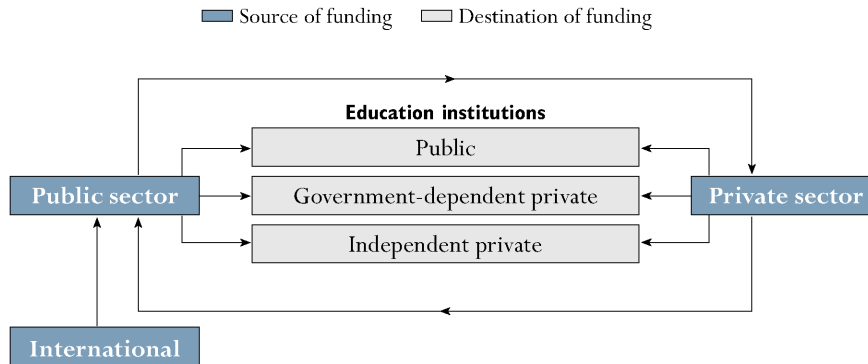 Source of funding
Destination of funding
Education institutions
Public
Public sector
Government-dependent private
Private sector
Independent private
International